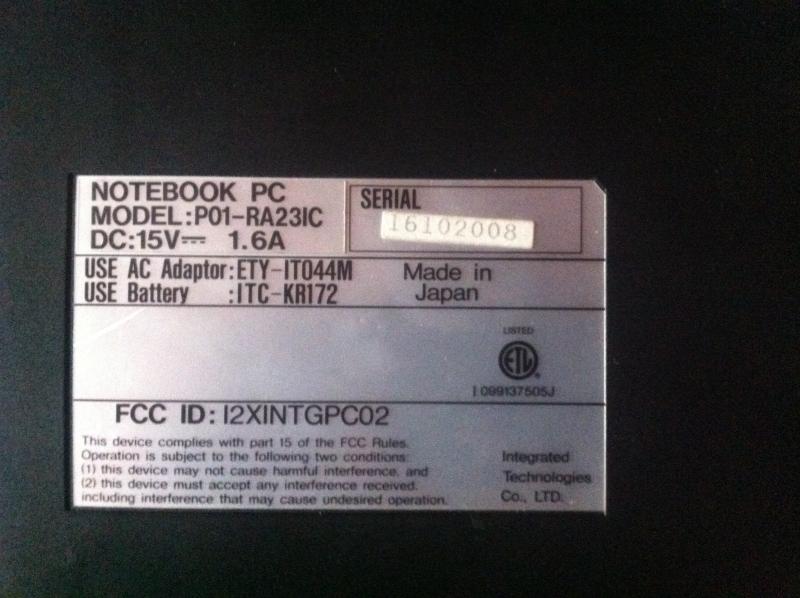 NOTEBOOK PC
MODEL:P01-RA23IC
DC:15V⎓ 1.6A
SERIAL
16102008
USE AC Adaptor:ETY-IT044M
USE Battery :ITC-KR172
Made in
Japan
LISTED
ETL
1099137505J
FCC ID: I2XINTGPC02
This device complies with part 15 of the FCC Rules.
Operation is subject to the following two conditions:
(1) this device may not cause harmful interference, and
(2) this device must accept any interference received,
including interference that may cause undesired operation.
Integrated
Technologies
Co., LTD.